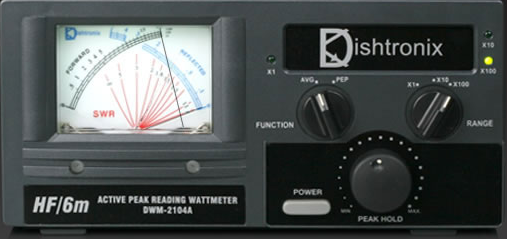 Dishtronix
FORWARD
REFLECTED
SWR
Dishtronix
X1
X10
X100
AVG. PEP
FUNCTION
X1 X10 X100
RANGE
HF/6m
ACTIVE PEAK READING WATTMETER
DWM-2104A
POWER
MIN. MAX.
PEAK HOLD